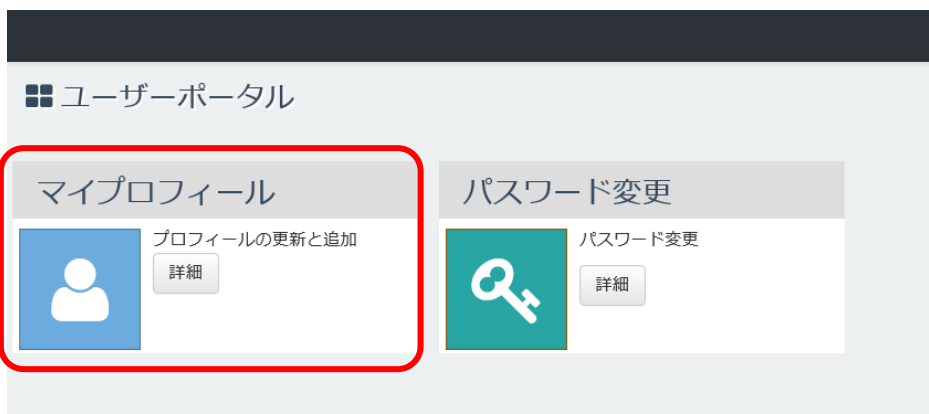 ユーザーポータル
マイプロフィール
プロフィールの更新と追加
詳細
パスワード変更
パスワード変更
詳細